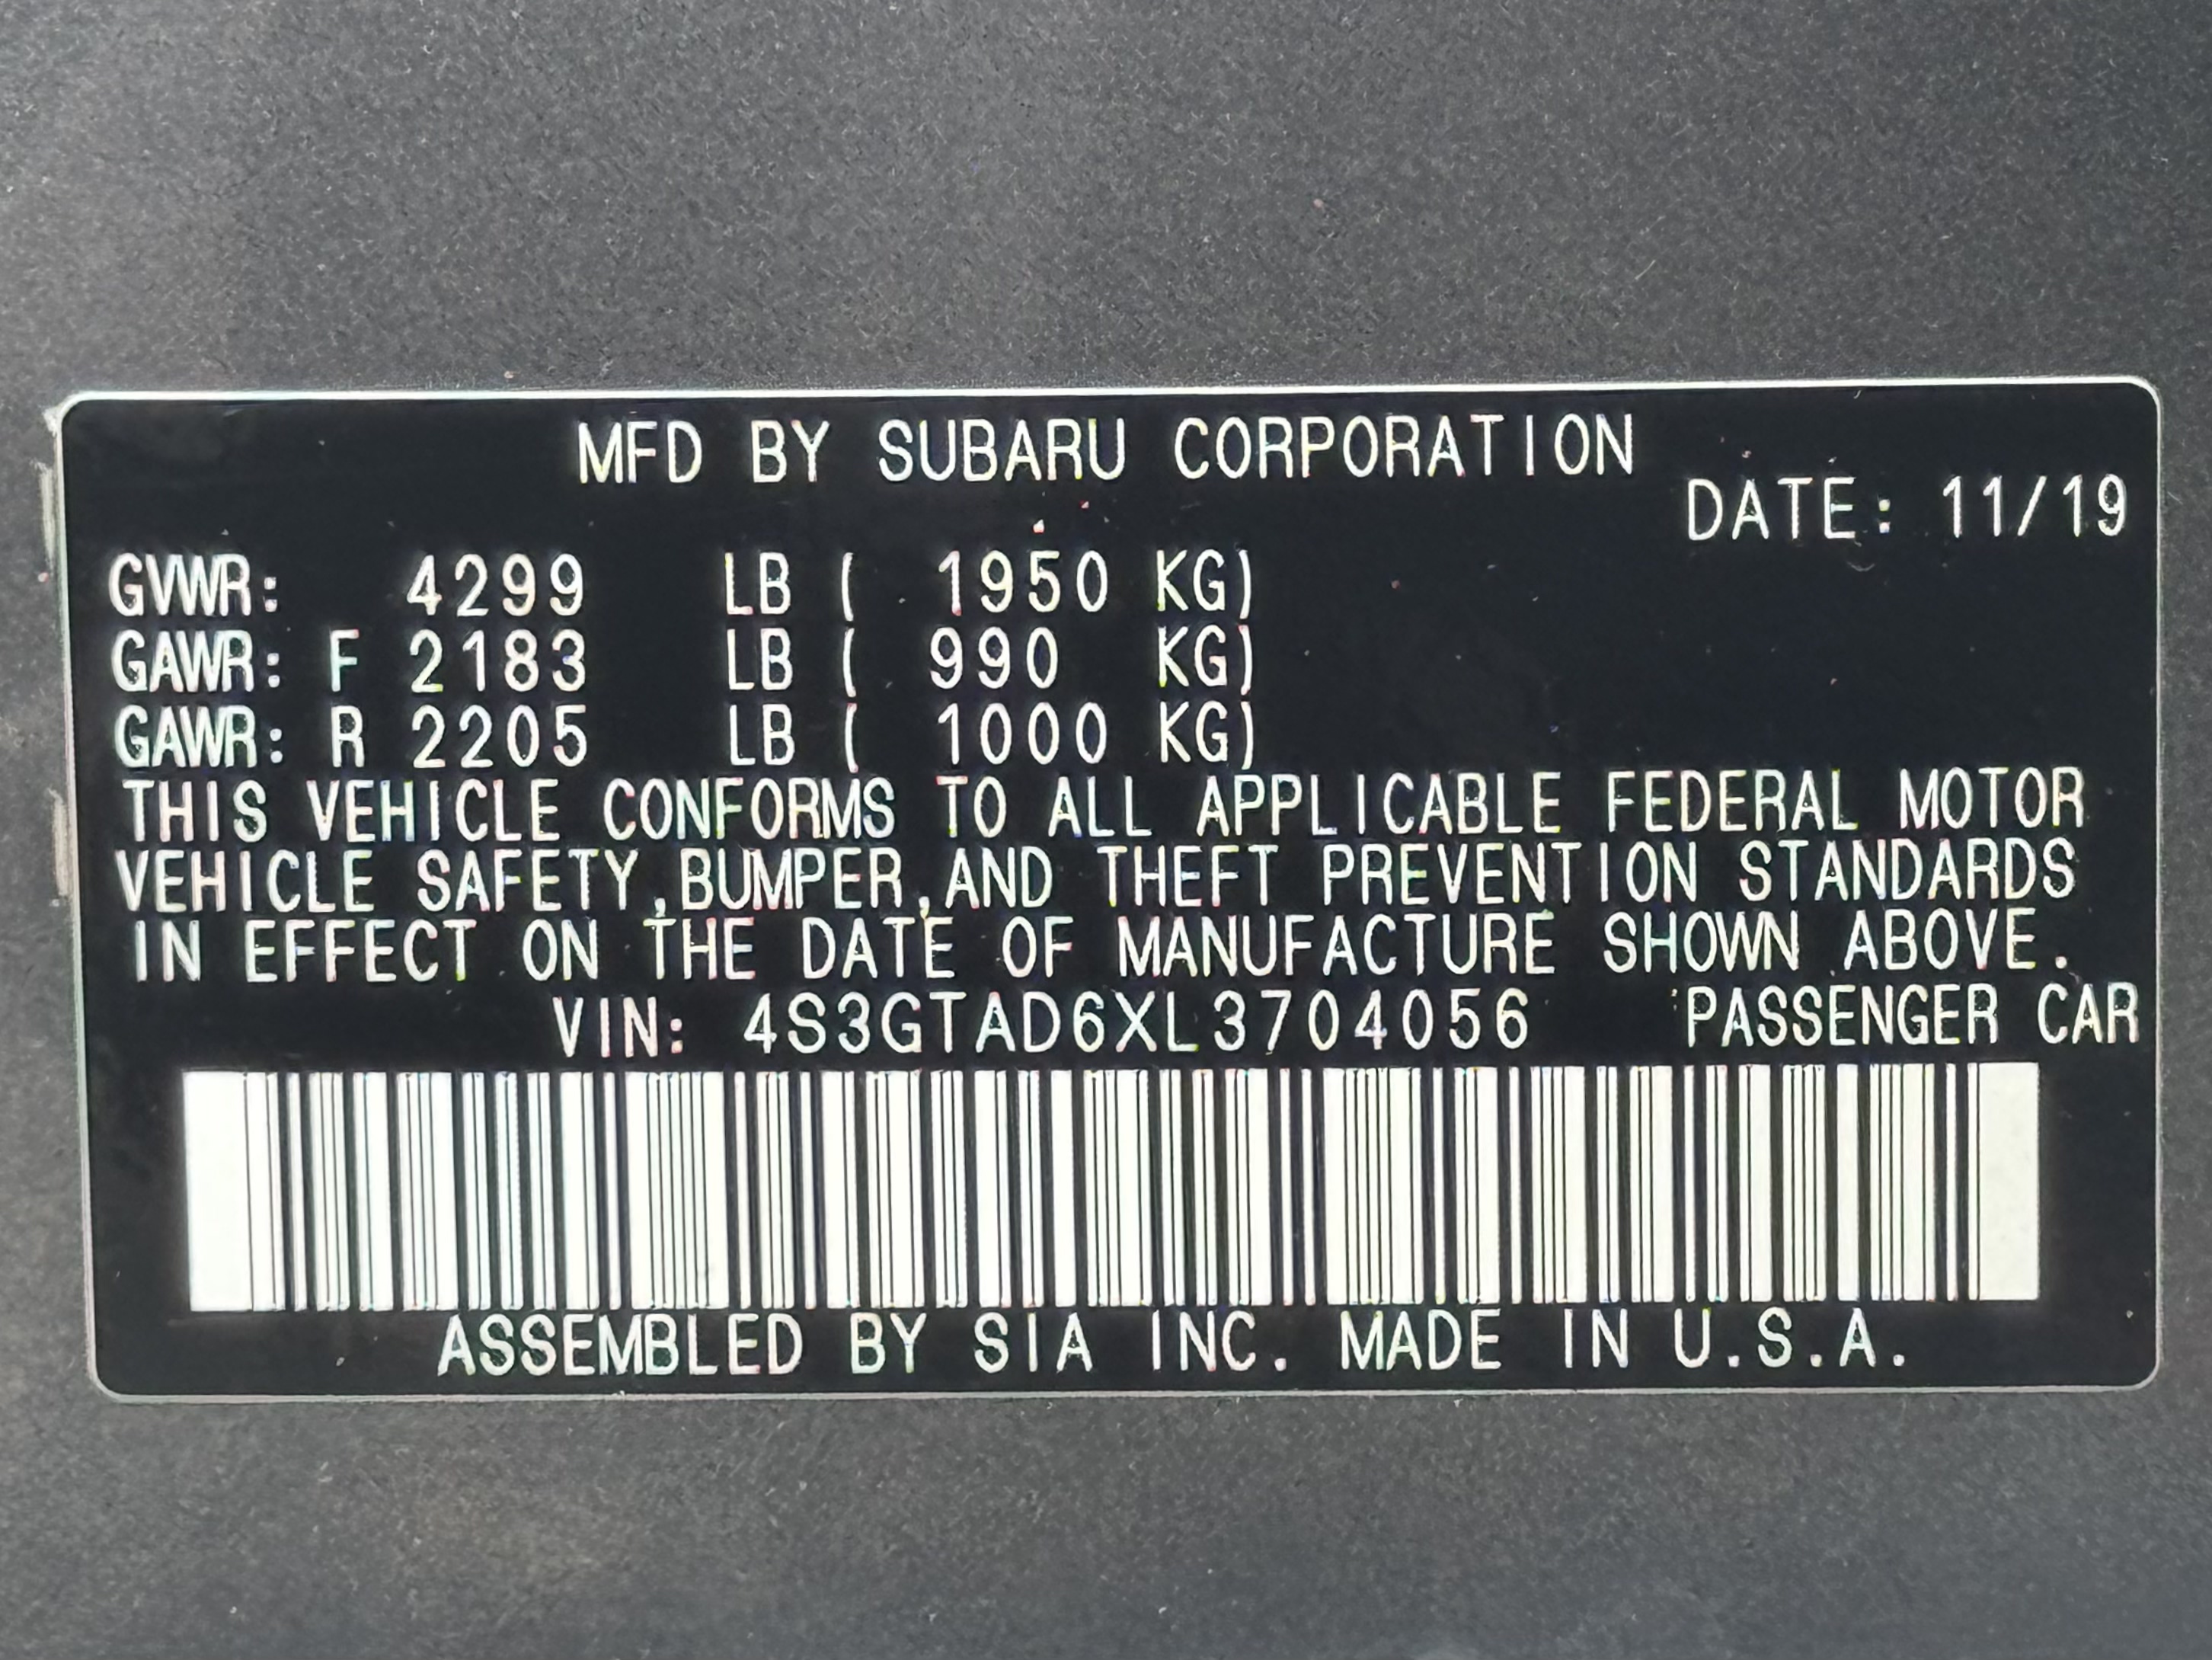 MFD BY SUBARU CORPORATION
DATE: 11/19
GVWR: 4299 LB ( 1950 KG)
GAWR: F 2183 LB ( 990 KG)
GAWR: R 2205 LB ( 1000 KG)
THIS VEHICLE CONFORMS TO ALL APPLICABLE FEDERAL MOTOR
VEHICLE SAFETY,BUMPER,AND THEFT PREVENTION STANDARDS
IN EFFECT ON THE DATE OF MANUFACTURE SHOWN ABOVE.
VIN: 4S3GTAD6XL3704056 PASSENGER CAR
ASSEMBLED BY SIA INC. MADE IN U.S.A.